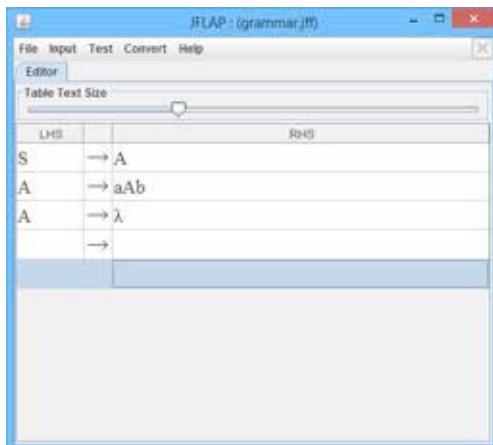 JFLAP : (grammar.jff)
File Input Test Convert Help
Editor
Table Text Size
LHS RHS
S → A
A → aAb
A → λ
→